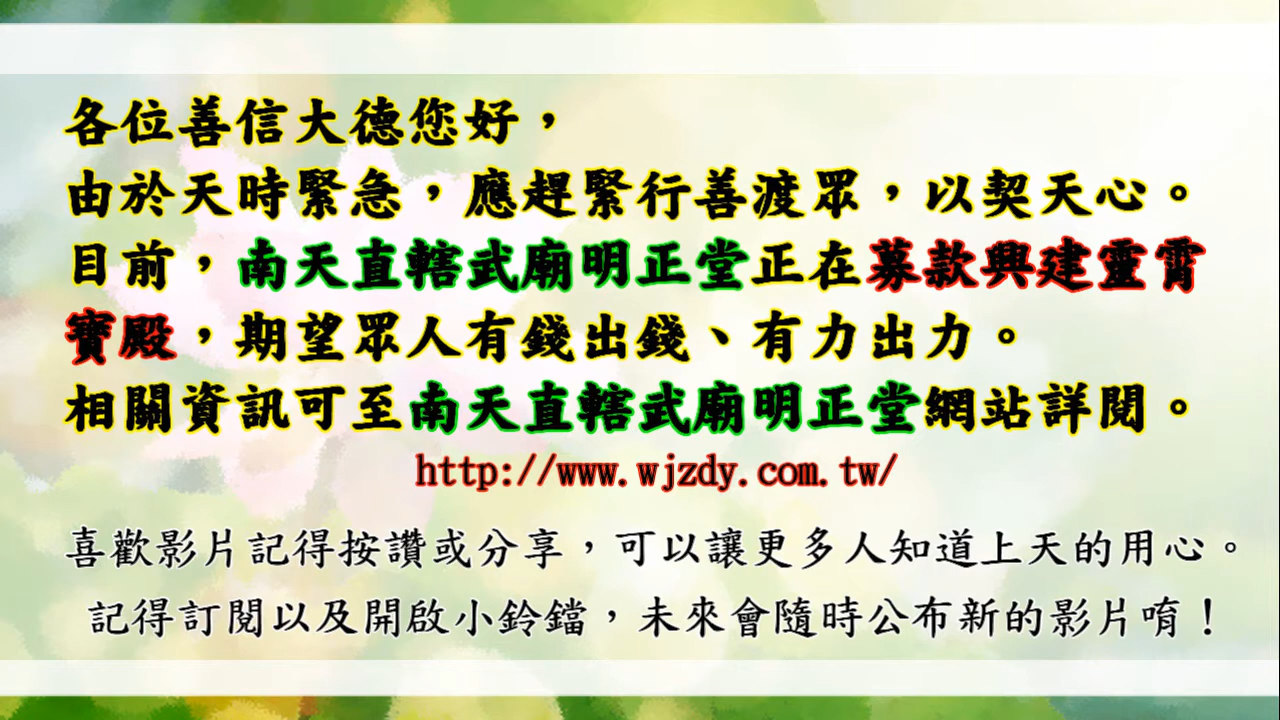 各位善信大德您好，
由於天時緊急，應趕緊行善渡眾，以契天心。
目前，南天直轄武廟明正堂正在募款興建靈霄
寶殿，期望眾人有錢出錢、有力出力。
相關資訊可至南天直轄武廟明正堂網站詳閱。
http://www.wjzdy.com.tw/
喜歡影片記得按讚或分享，可以讓更多人知道上天的用心。
記得訂閱以及開啟小鈴鐺，未來會隨時公布新的影片唷！